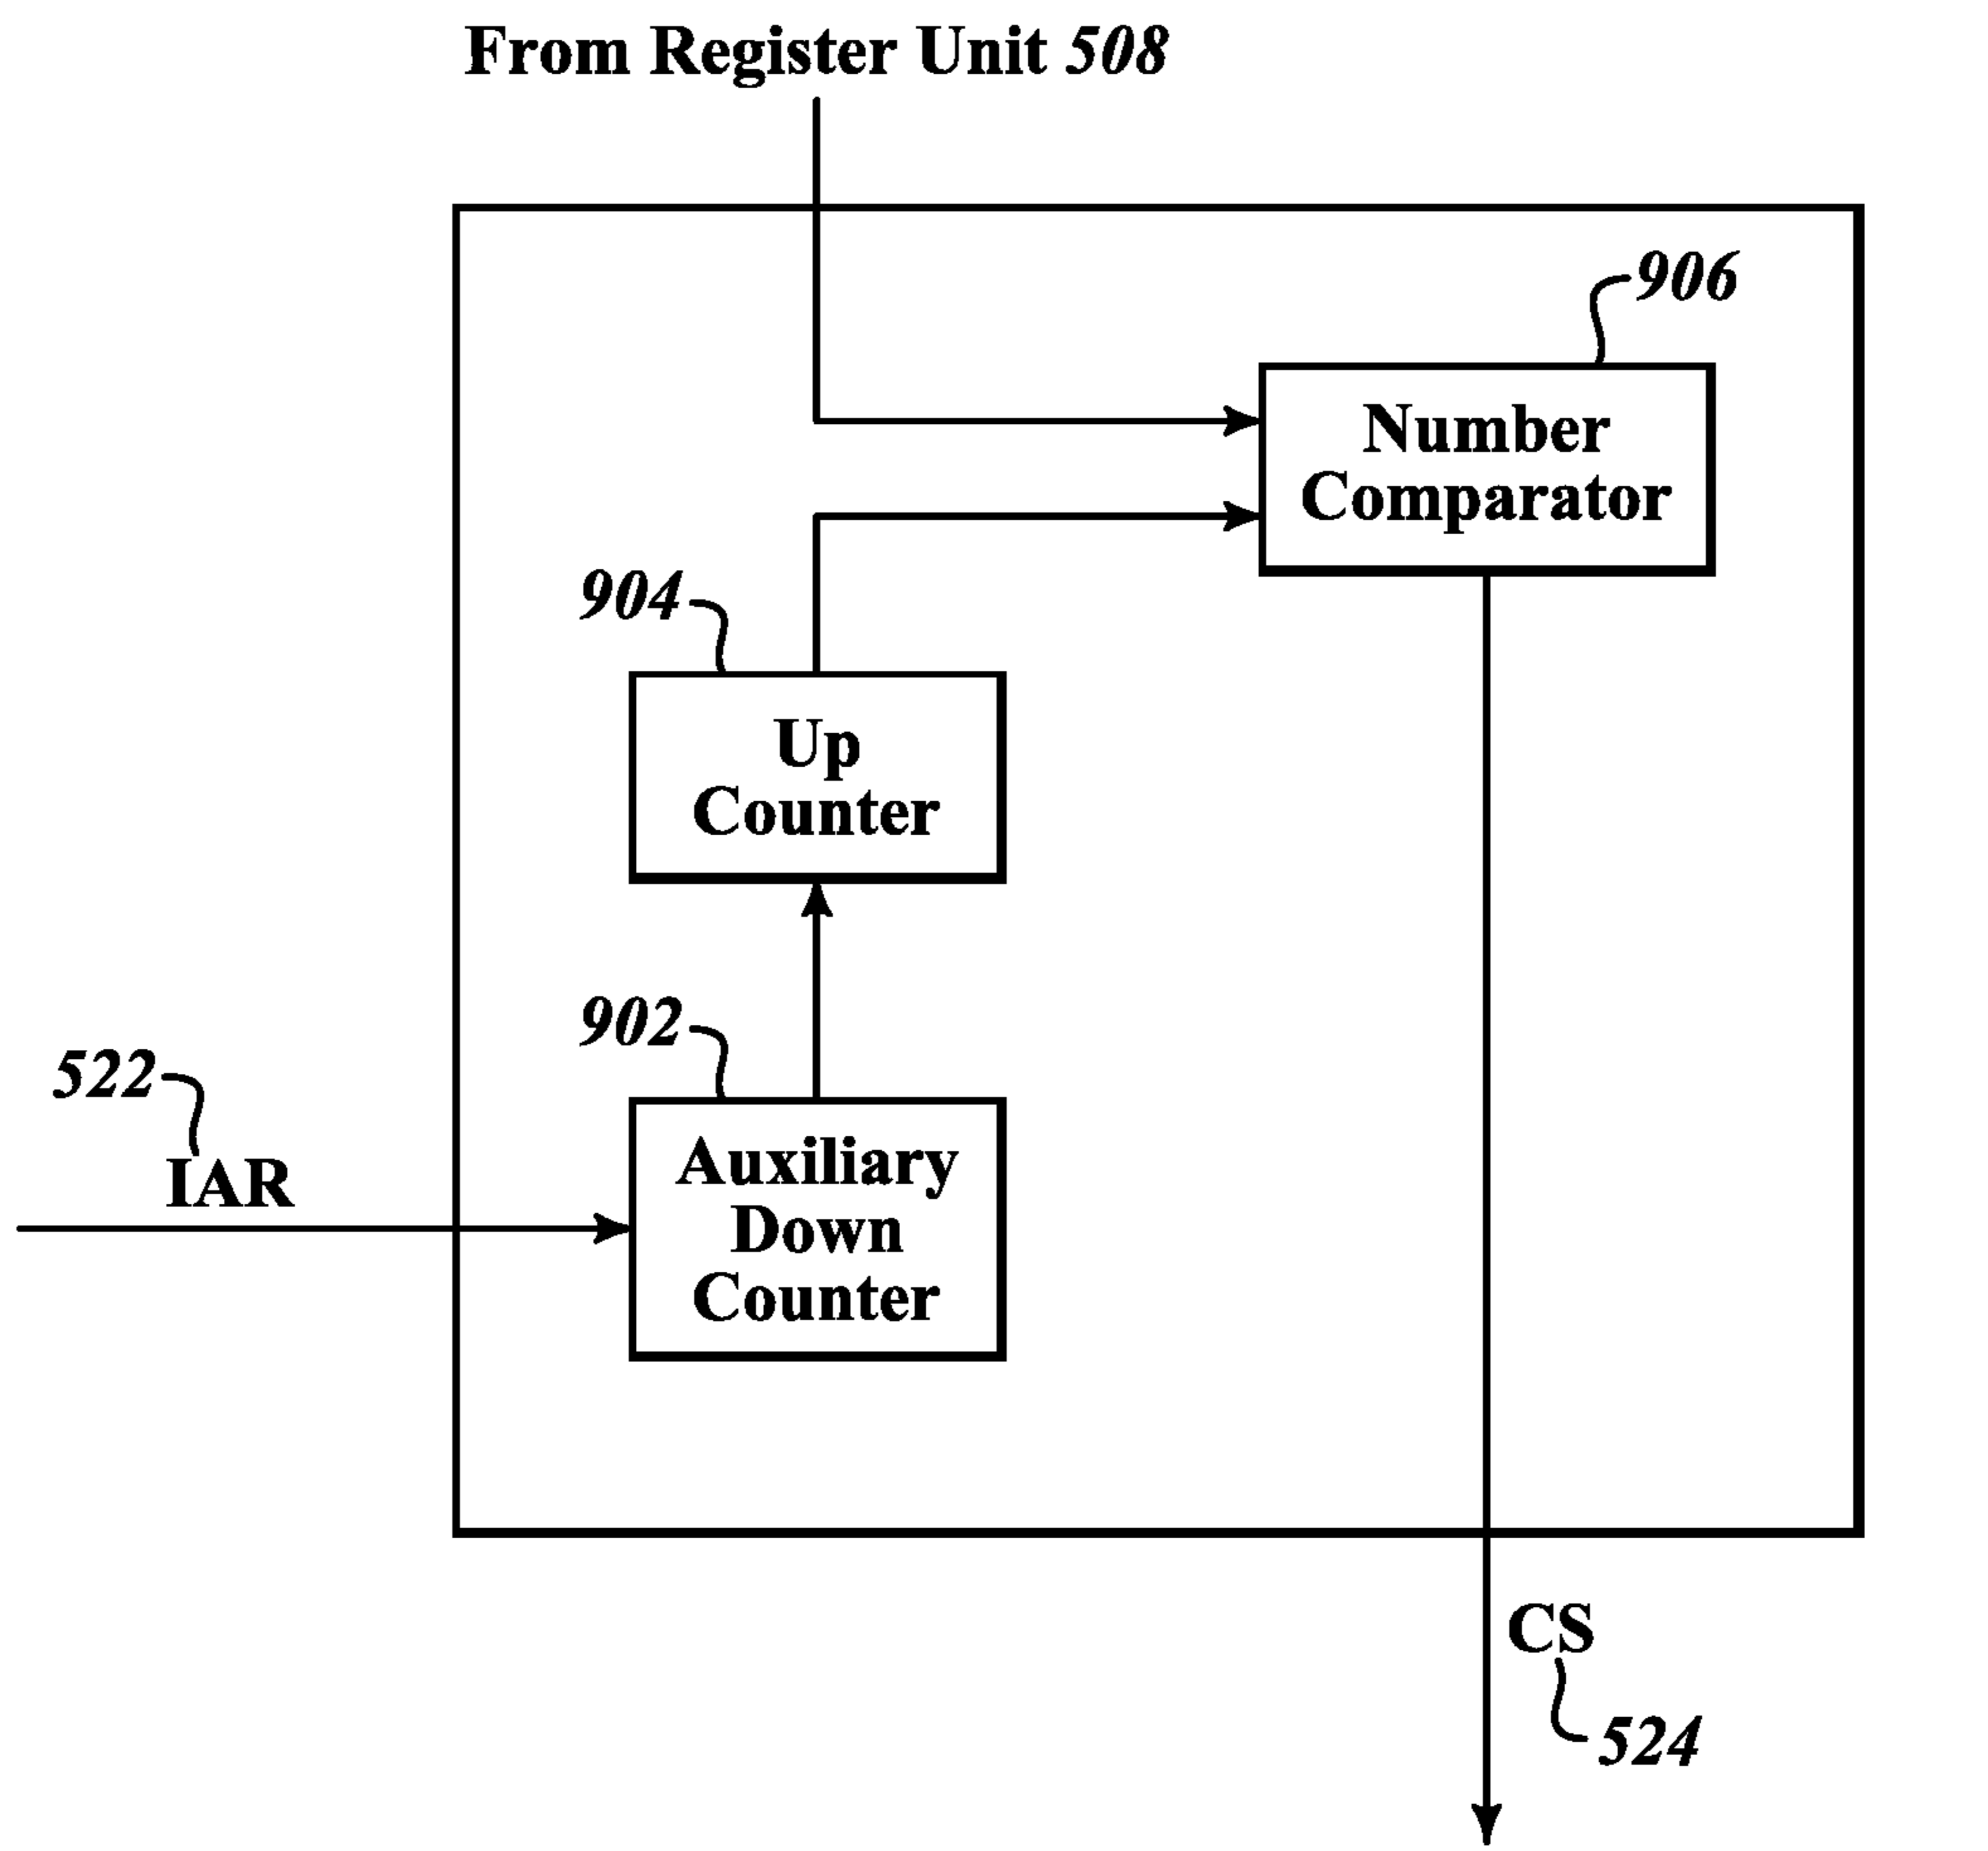 From Register Unit 508
906
Number
Comparator
904
Up
Counter
902
522
IAR
Auxiliary
Down
Counter
CS
524